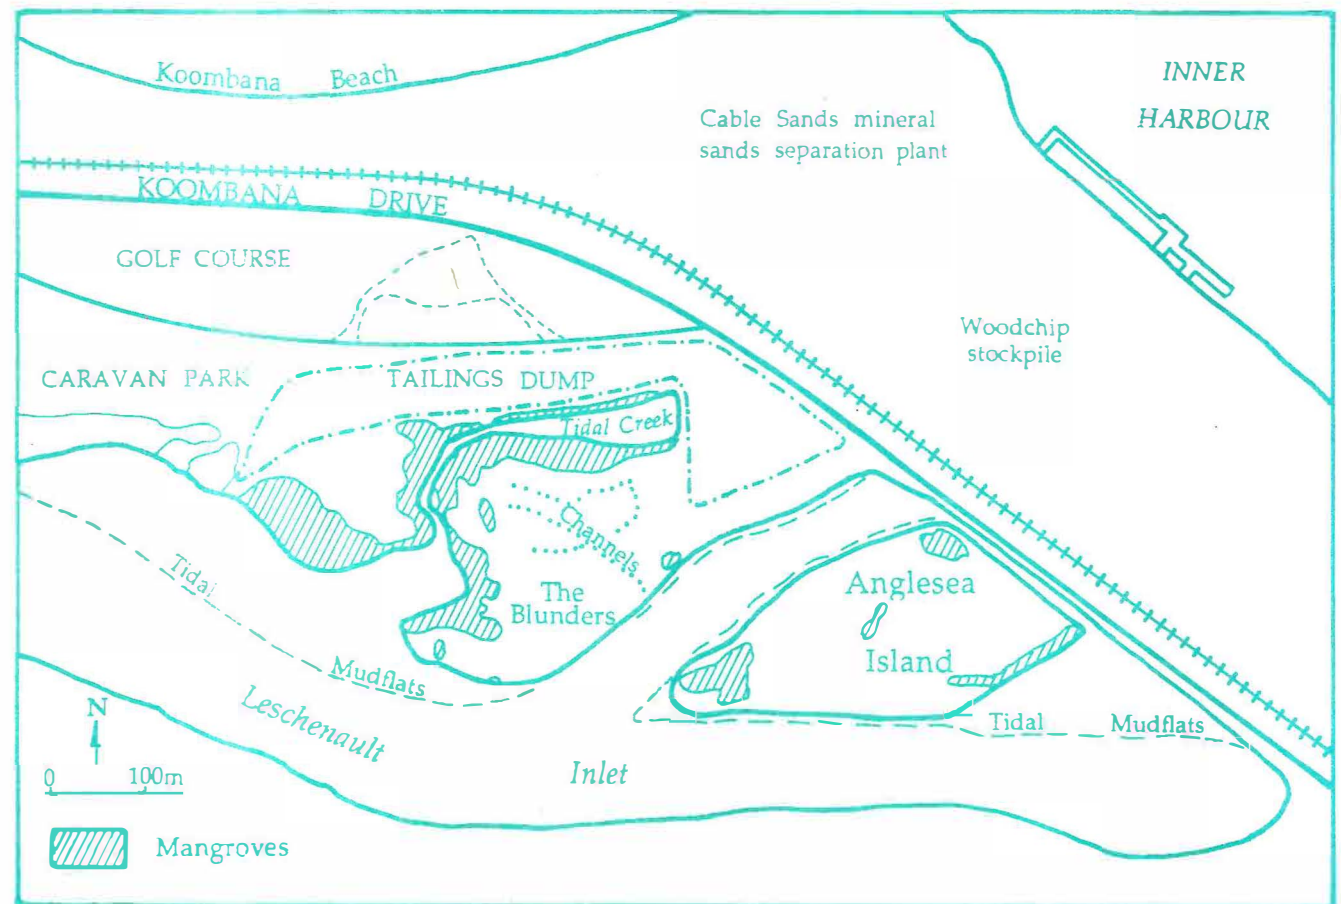 Koombana Beach
INNER
HARBOUR
Cable Sands mineral
sands separation plant
KOOMBANA DRIVE
GOLF COURSE
Woodchip
stockpile
CARAVAN PARK
TAILINGS DUMP
Tidal Creek
Channels
The
Blunders
Anglesea
Island
Tidal
Mudflats
Tidal Mudflats
Leschenault
Inlet
N
0 100m
Mangroves